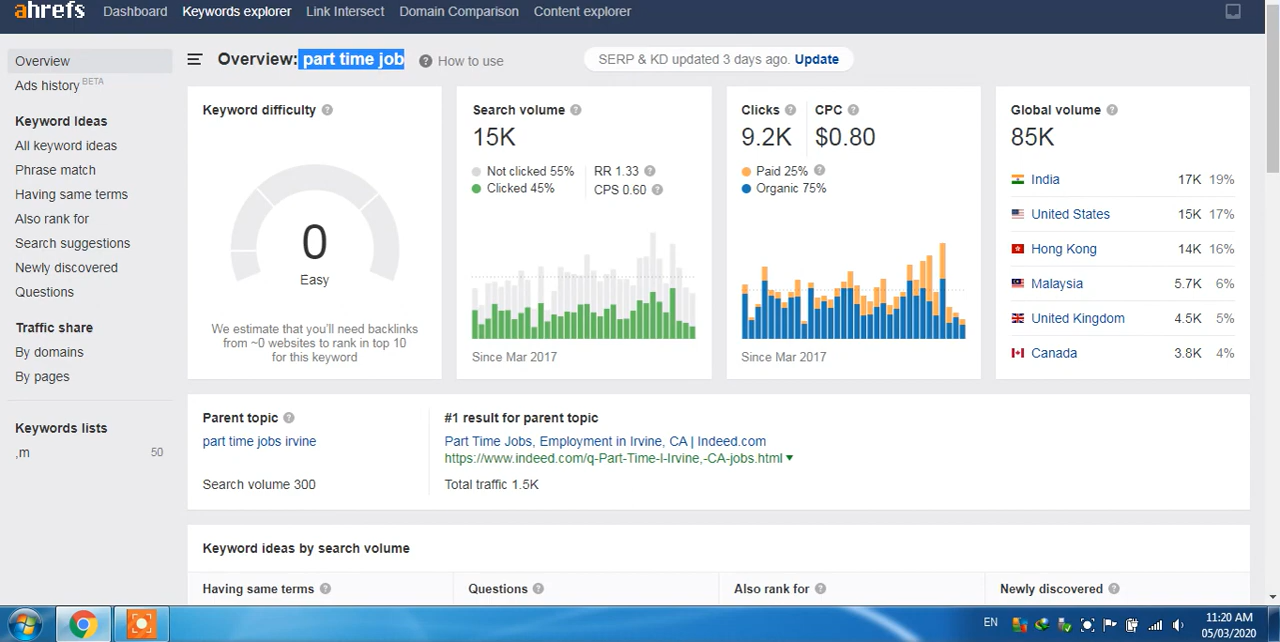 ahrefs Dashboard Keywords explorer Link Intersect Domain Comparison Content explorer
Overview
Ads history BETA
Keyword Ideas
All keyword ideas
Phrase match
Having same terms
Also rank for
Search suggestions
Newly discovered
Questions
Traffic share
By domains
By pages
Keywords lists
,m 50
Overview: part time job ? How to use
SERP & KD updated 3 days ago. Update
Keyword difficulty ?
0
Easy
We estimate that you'll need backlinks
from ~0 websites to rank in top 10
for this keyword
Search volume ?
15K
Not clicked 55%
Clicked 45%
RR 1.33 ?
CPS 0.60 ?
Since Mar 2017
Clicks ?
9.2K
CPC ?
$0.80
Paid 25% ?
Organic 75%
Since Mar 2017
Global volume ?
85K
India 17K 19%
United States 15K 17%
Hong Kong 14K 16%
Malaysia 5.7K 6%
United Kingdom 4.5K 5%
Canada 3.8K 4%
Parent topic ?
part time jobs irvine
Search volume 300
#1 result for parent topic
Part Time Jobs, Employment in Irvine, CA | Indeed.com
https://www.indeed.com/q-Part-Time-l-Irvine,-CA-jobs.html
Total traffic 1.5K
Keyword ideas by search volume
Having same terms ? Questions ? Also rank for ? Newly discovered ?
EN
11:20 AM
05/03/2020